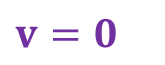 v = 0